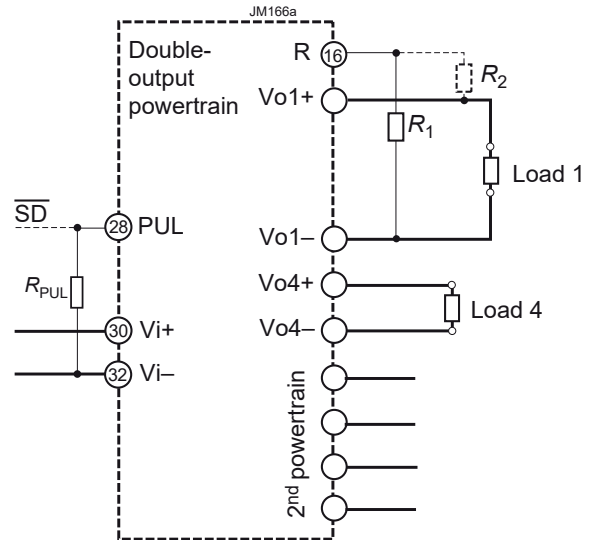 JM166a
Double-
output
powertrain
R 16
R2
Vo1+
R1
Load 1
SD
28 PUL
Vo1–
RPUL
Vo4+
Load 4
30 Vi+
Vo4–
32 Vi–
2nd powertrain